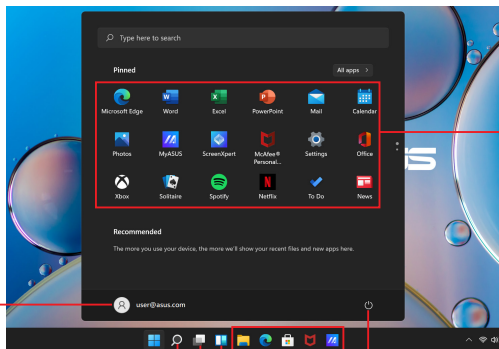 Type here to search
Pinned
All apps >
Microsoft Edge Word Excel PowerPoint Mail Calendar
Photos MyASUS ScreenXpert McAfee® Personal... Settings Office
Xbox Solitaire Spotify Netflix To Do News
Recommended
The more you use your device, the more we'll show your recent files and new apps here.
user@asus.com